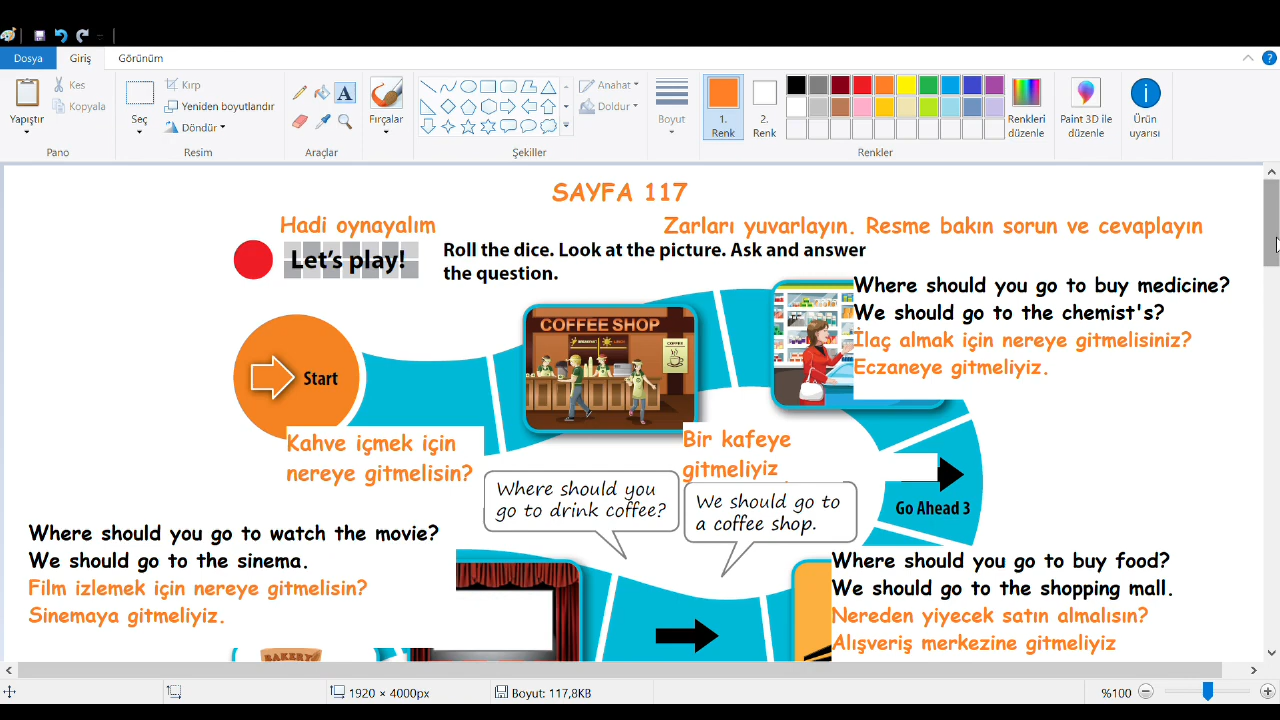 Dosya Giriş Görünüm
Yapıştır
Kes
Kopyala
Pano
Seç
Kırp
Yeniden boyutlandır
Döndür
Resim
A
Araçlar
Fırçalar
Şekiller
Anahat
Doldur
Boyut
1.
Renk
2.
Renk
Renkler
Renkleri
düzenle
Paint 3D ile
düzenle
Ürün
uyarısı
SAYFA 117
Hadi oynayalım
Zarları yuvarlayın. Resme bakın sorun ve cevaplayın
Let's play!
Roll the dice. Look at the picture. Ask and answer
the question.
Where should you go to buy medicine?
We should go to the chemist's?
İlaç almak için nereye gitmelisiniz?
Eczaneye gitmeliyiz.
COFFEE SHOP
COFFEE
Start
Kahve içmek için
nereye gitmelisin?
Bir kafeye
gitmeliyiz
Where should you
go to drink coffee?
We should go to
a coffee shop.
Go Ahead 3
Where should you go to watch the movie?
We should go to the sinema.
Film izlemek için nereye gitmelisin?
Sinemaya gitmeliyiz.
Where should you go to buy food?
We should go to the shopping mall.
Nereden yiyecek satın almalısın?
Alışveriş merkezine gitmeliyiz
BAKERY
1920 × 4000px
Boyut: 117,8KB
%100